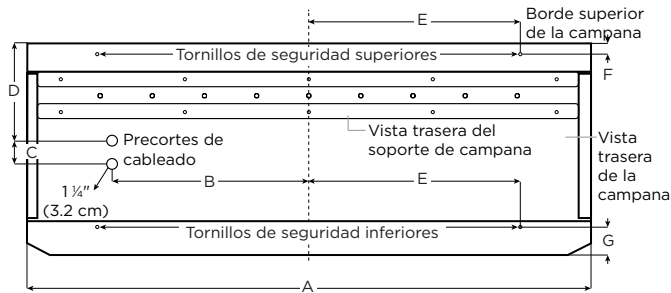 E
Borde superior
de la campana
Tornillos de seguridad superiores
F
D
Precortes de
cableado
Vista trasera del
soporte de campana
Vista
trasera
de la
campana
C
B
E
1 ¼"
(3.2 cm)
Tornillos de seguridad inferiores
G
A